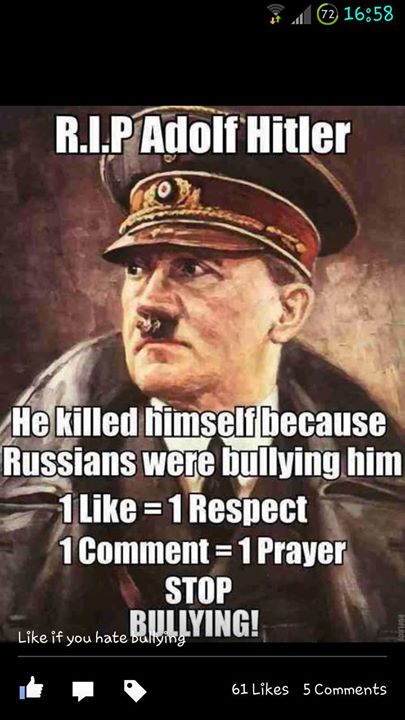 72 16:58
R.I.P Adolf Hitler
He killed himself because
Russians were bullying him
1 Like = 1 Respect
1 Comment = 1 Prayer
STOP
BULLYING!
Like if you hate bullying
61 Likes 5 Comments